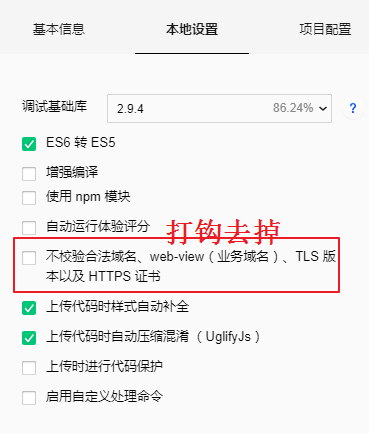 基本信息 本地设置 项目配置
调试基础库 2.9.4 86.24% ?
ES6 转 ES5
增强编译
使用 npm 模块
自动运行体验评分
打钩去掉
不校验合法域名、web-view（业务域名）、TLS 版
本以及 HTTPS 证书
上传代码时样式自动补全
上传代码时自动压缩混淆 （ UglifyJs ）
上传时进行代码保护
启用自定义处理命令